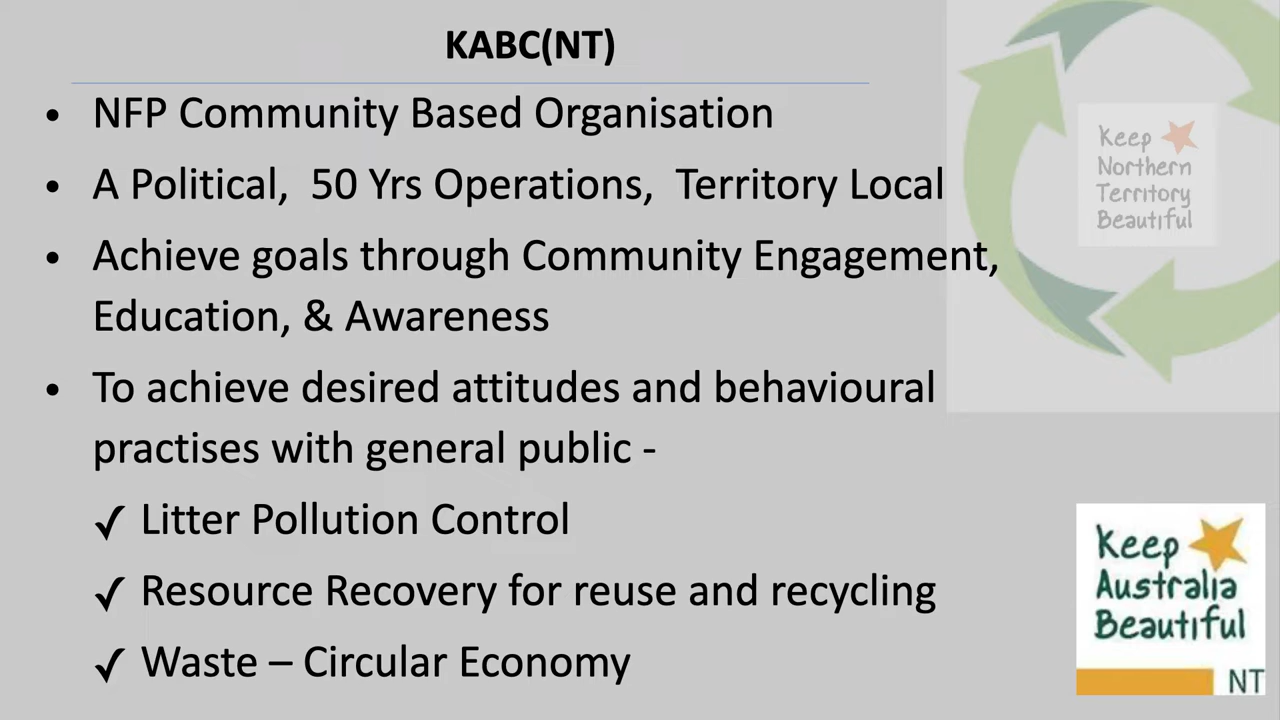 KABC(NT)
• NFP Community Based Organisation
• A Political,  50 Yrs Operations,  Territory Local
• Achieve goals through Community Engagement,
Education, & Awareness
• To achieve desired attitudes and behavioural
practises with general public -
✓ Litter Pollution Control
✓ Resource Recovery for reuse and recycling
✓ Waste – Circular Economy
Keep
Northern
Territory
Beautiful
Keep
Australia
Beautiful
NT